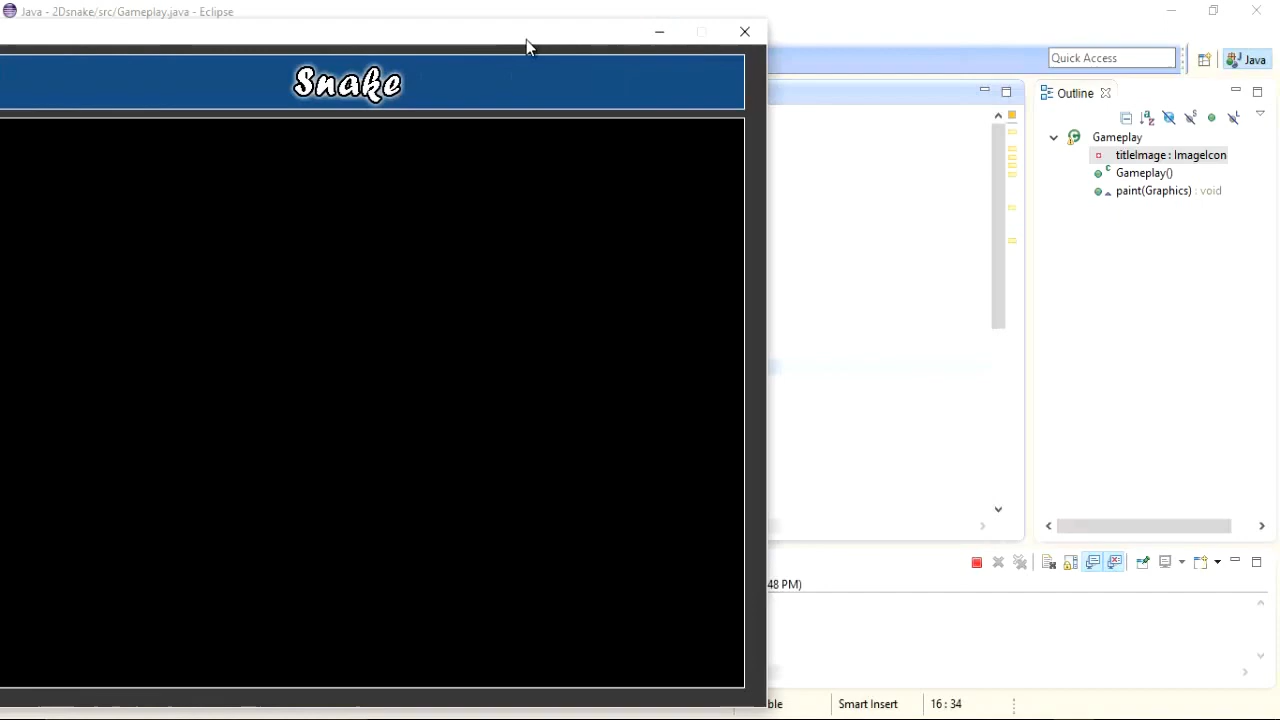 Java - 2Dsnake/src/Gameplay.java - Eclipse
Snake
Quick Access
Java
Outline
Gameplay
titleImage : ImageIcon
Gameplay()
paint(Graphics) : void
48 PM)
ble
Smart Insert
16 : 34